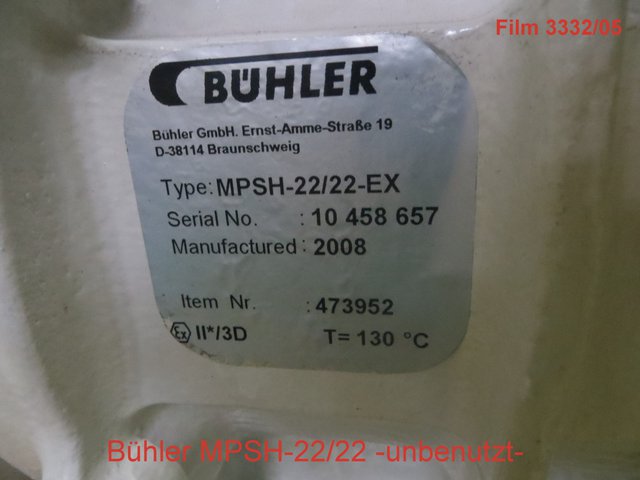 Film 3332/05
BÜHLER
Bühler GmbH. Ernst-Amme-Straße 19
D-38114 Braunschweig
Type: MPSH-22/22-EX
Serial No. : 10 458 657
Manufactured : 2008
Item Nr. : 473952
Ex II*/3D T= 130 °C
Bühler MPSH-22/22 -unbenutzt-